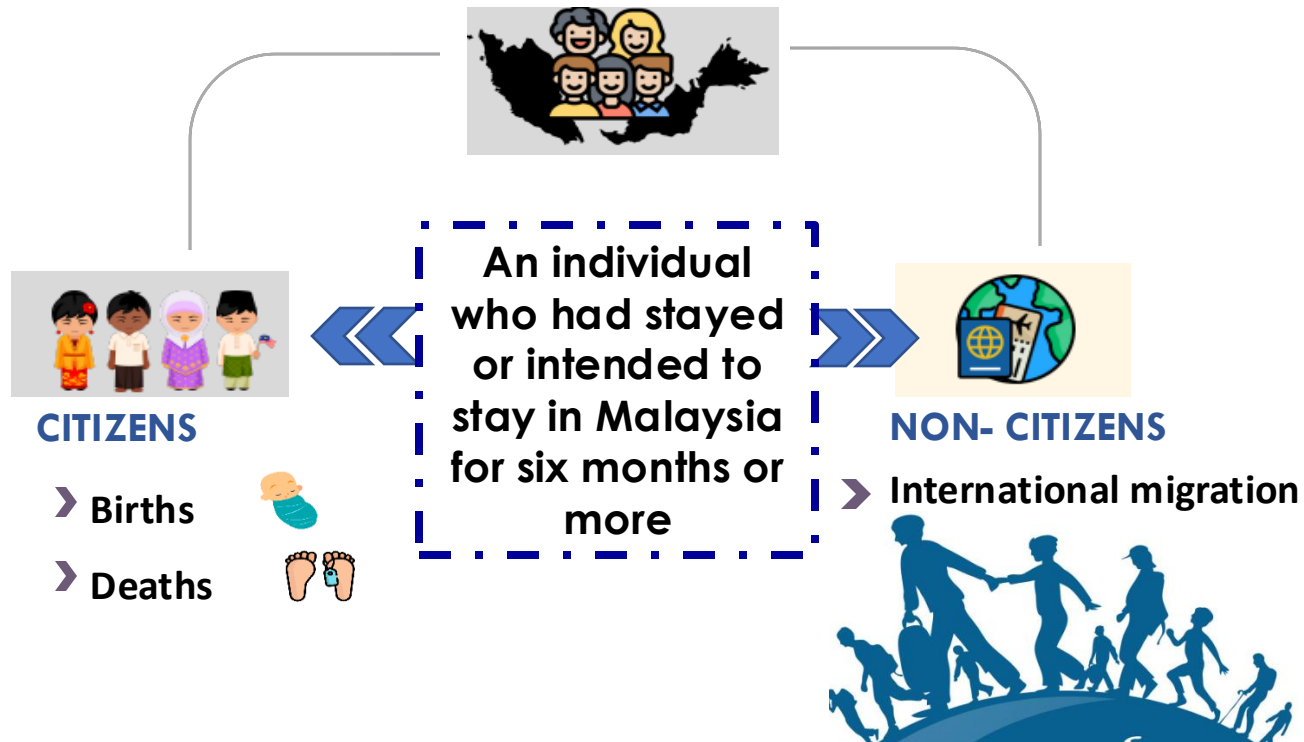 An individual
who had stayed
or intended to
stay in Malaysia
for six months or
more
CITIZENS
Births
Deaths
NON- CITIZENS
International migration